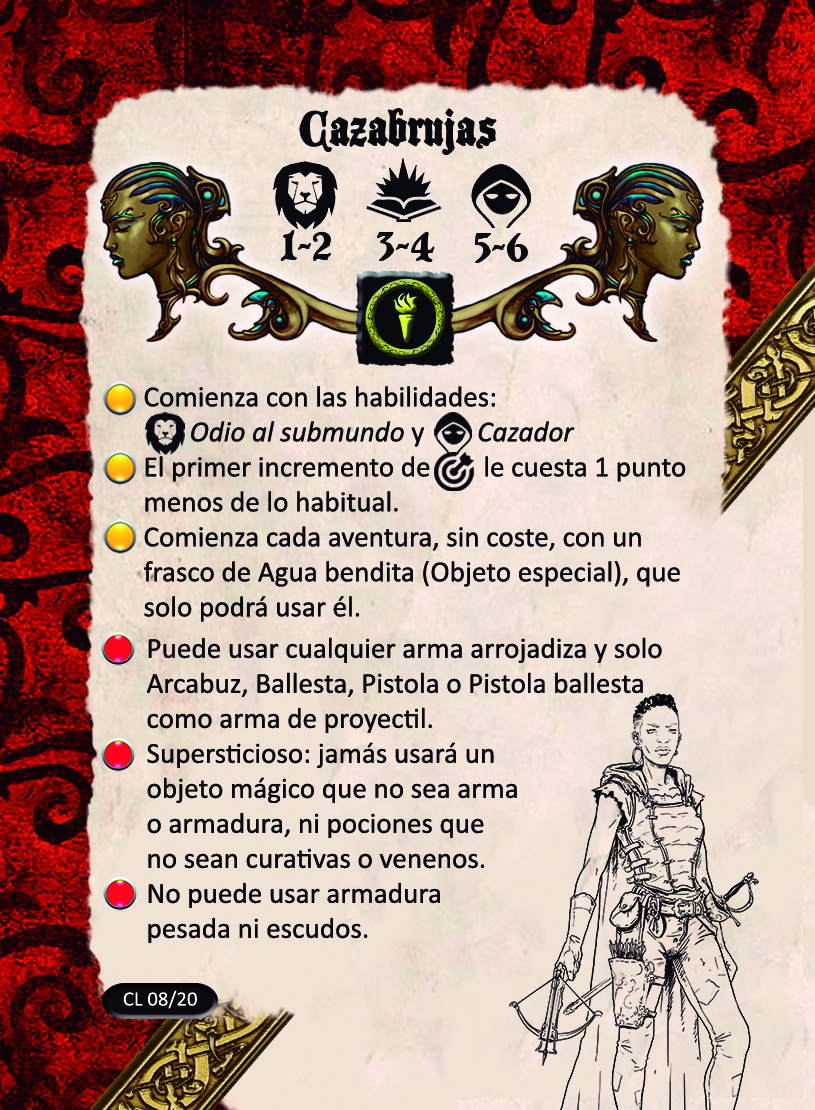 Cazabrujas
1~2 3~4 5~6
Comienza con las habilidades:
Odio al submundo y Cazador
El primer incremento de le cuesta 1 punto
menos de lo habitual.
Comienza cada aventura, sin coste, con un
frasco de Agua bendita (Objeto especial), que
solo podrá usar él.
Puede usar cualquier arma arrojadiza y solo
Arcabuz, Ballesta, Pistola o Pistola ballesta
como arma de proyectil.
Supersticioso: jamás usará un
objeto mágico que no sea arma
o armadura, ni pociones que
no sean curativas o venenos.
No puede usar armadura
pesada ni escudos.
CL 08/20